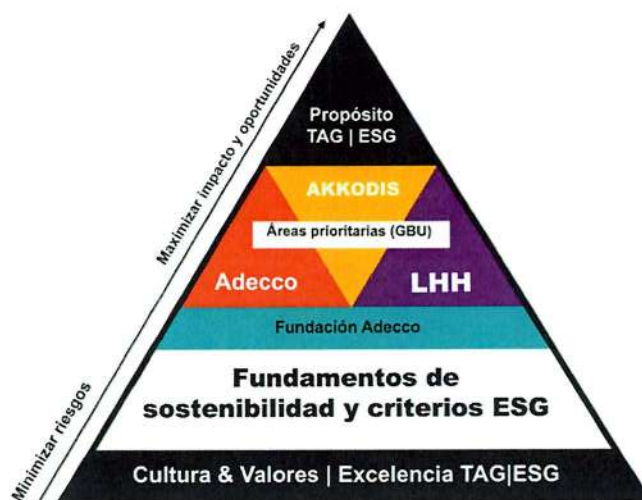 Maximizar impacto y oportunidades
Minimizar riesgos
Propósito
TAG | ESG
AKKODIS
Áreas prioritarias (GBU)
Adecco
LHH
Fundación Adecco
Fundamentos de
sostenibilidad y criterios ESG
Cultura & Valores | Excelencia TAG|ESG